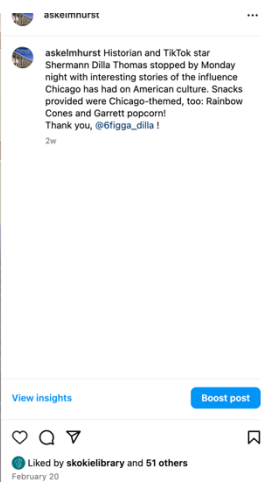 askelmhurst
askelmhurst Historian and TikTok star
Shermann Dilla Thomas stopped by Monday
night with interesting stories of the influence
Chicago has had on American culture. Snacks
provided were Chicago-themed, too: Rainbow
Cones and Garrett popcorn!
Thank you, @6figga_dilla !
2w
View insights
Boost post
Liked by skokielibrary and 51 others
February 20